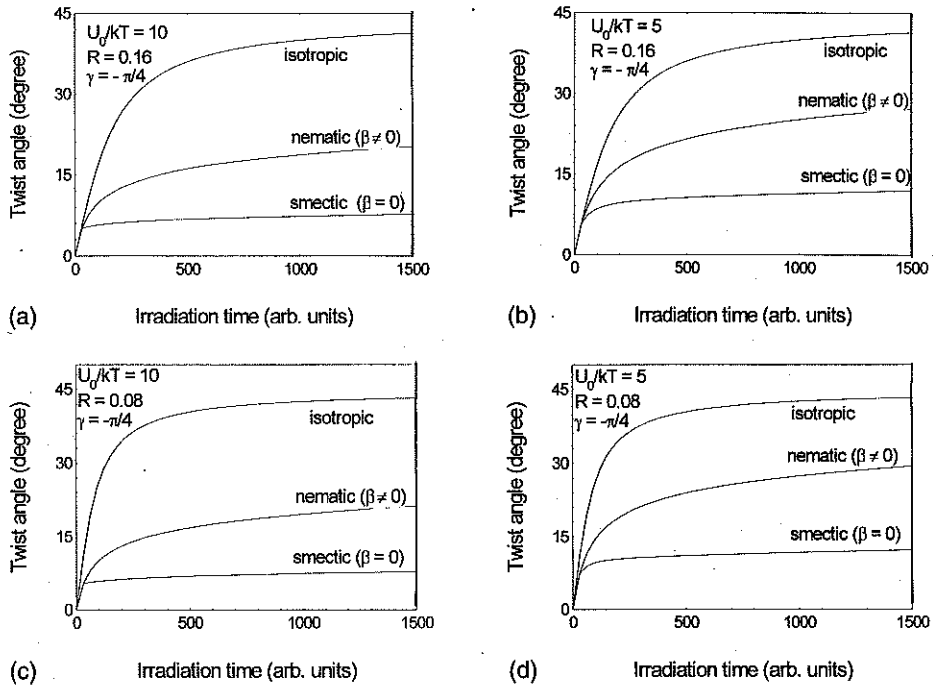 45
30
15
0
Twist angle (degree)
U₀/kT = 10
R = 0.16
γ = - π/4
isotropic
nematic (β ≠ 0)
smectic (β = 0)
0
500
1000
1500
(a)
Irradiation time (arb. units)
45
30
15
0
Twist angle (degree)
U₀/kT = 5
R = 0.16
γ = - π/4
isotropic
nematic (β ≠ 0)
smectic (β = 0)
0
500
1000
1500
(b)
Irradiation time (arb. units)
45
30
15
0
Twist angle (degree)
U₀/kT = 10
R = 0.08
γ = -π/4
isotropic
nematic (β ≠ 0)
smectic (β = 0)
0
500
1000
1500
(c)
Irradiation time (arb. units)
45
30
15
0
Twist angle (degree)
U₀/kT = 5
R = 0.08
γ = -π/4
isotropic
nematic (β ≠ 0)
smectic (β = 0)
0
500
1000
1500
(d)
Irradiation time (arb. units)